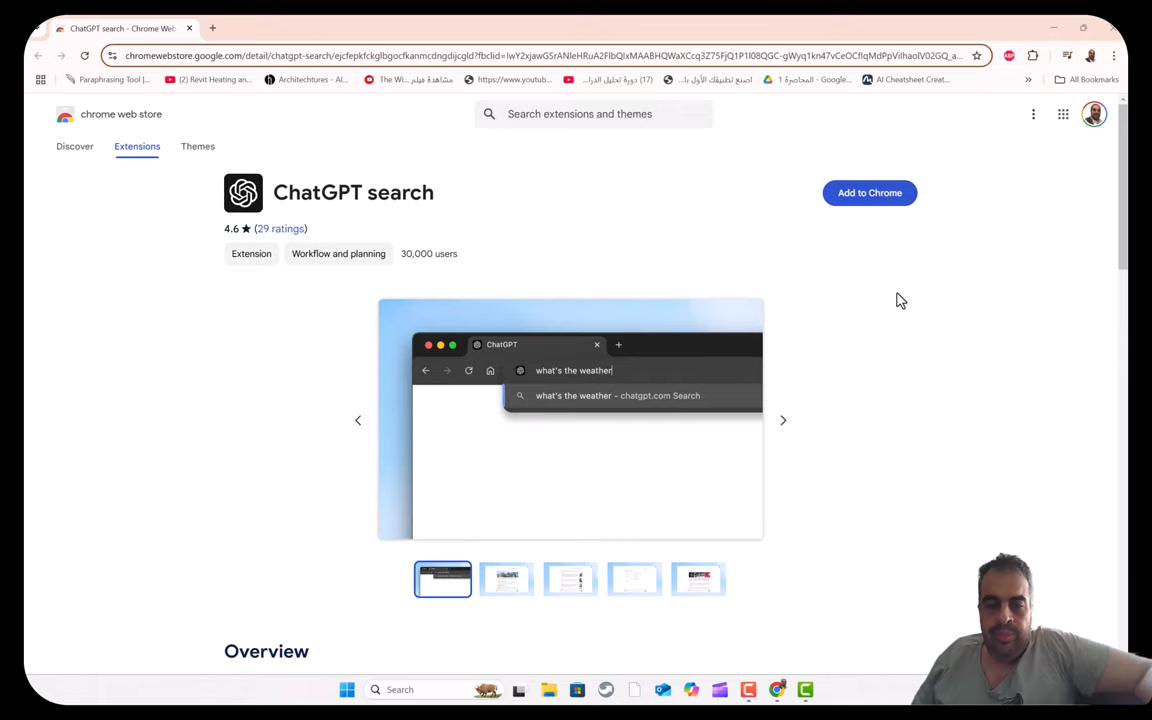 ChatGPT search - Chrome Web
chromewebstore.google.com/detail/chatgpt-search/ejcfepkfckglbgocfkanmcdngdijcgld?fbclid=IwY2xjawGSrANleHRuA2FlbQIxMAABHQWaXCcq3Z75FjQ1P1I08QGC-gWyq1kn47vCeOCflqMdPpViIhaoIV02GQ_a...
Paraphrasing Tool |...
(2) Revit Heating an...
Architechtures - AI...
The Wi... مشاهدة فيلم
https://www.youtub...
(17) دورة تحليل الدرا...
اصنع تطبيقك الأول با...
المحاضرة 1 - Google...
AI Cheatsheet Creat...
»
All Bookmarks
chrome web store
Search extensions and themes
Discover
Extensions
Themes
ChatGPT search
Add to Chrome
4.6 ★ (29 ratings)
Extension
Workflow and planning
30,000 users
ChatGPT
what's the weather
what's the weather - chatgpt.com Search
Overview
Search